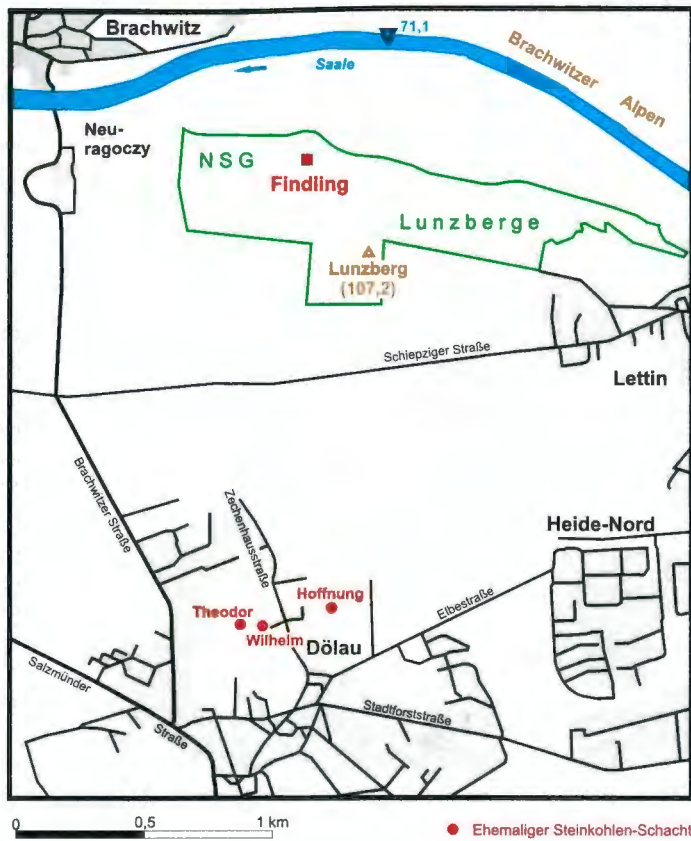 Brachwitz
71,1
Brachwitzer Alpen
Saale
Neu-
ragoczy
NSG
Findling
Lunzberge
Lunzberg
(107,2)
Schiepziger Straße
Lettin
Brachwitzer Straße
Zechenhausstraße
Heide-Nord
Hoffnung
Theodor
Wilhelm
Elbestraße
Dölau
Salzmünder
Straße
Stadtforststraße
0 0,5 1 km
Ehemaliger Steinkohlen-Schacht